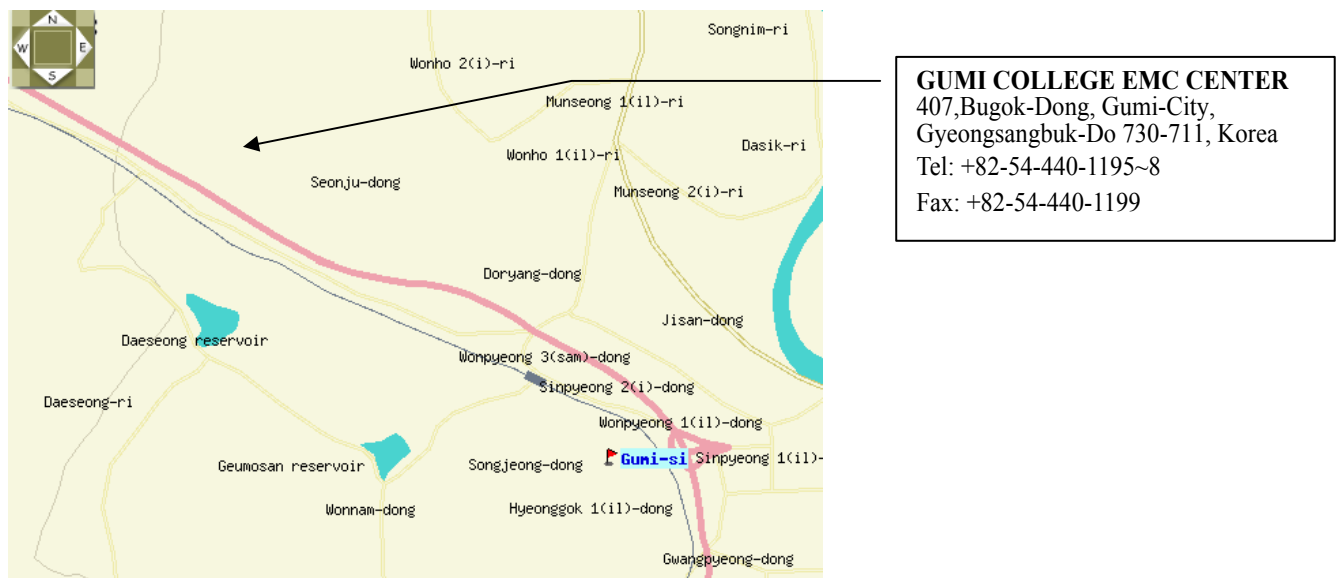 N
W
E
S
Songnim-ri
Wonho 2(i)-ri
Munseong 1(il)-ri
Dasik-ri
Wonho 1(il)-ri
Seonju-dong
Munseong 2(i)-ri
Doryang-dong
Jisan-dong
Daeseong reservoir
Wonpyeong 3(sam)-dong
Sinpyeong 2(i)-dong
Daeseong-ri
Wonpyeong 1(il)-dong
Gumi-si
Sinpyeong 1(il)-
Geumosan reservoir
Songjeong-dong
Wonnam-dong
Hyeonggok 1(il)-dong
Gwangpyeong-dong
GUMI COLLEGE EMC CENTER
407,Bugok-Dong, Gumi-City,
Gyeongsangbuk-Do 730-711, Korea
Tel: +82-54-440-1195~8
Fax: +82-54-440-1199